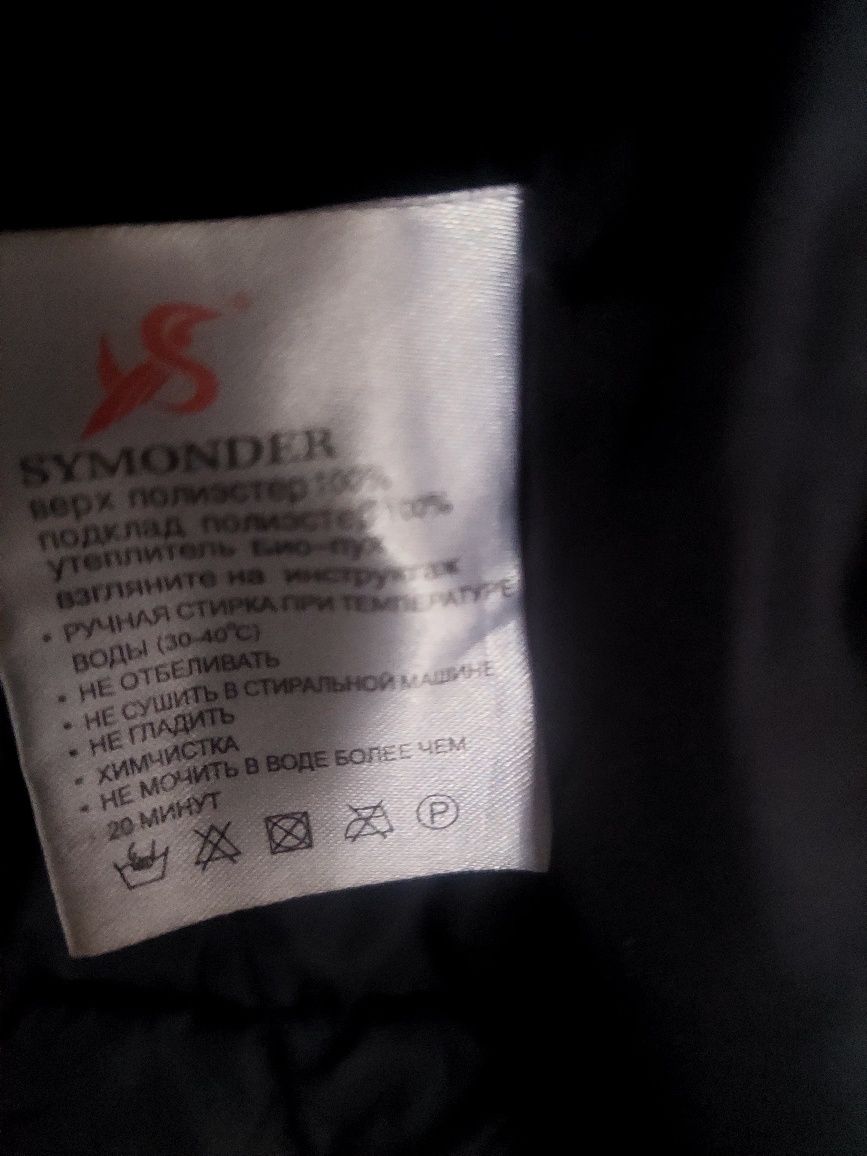 SYMONDER
верх полиэстер 100%
подклад полиэстер 100%
утеплитель Био-пух
взгляните на инструктаж
• РУЧНАЯ СТИРКА ПРИ ТЕМПЕРАТУРЕ
ВОДЫ (30-40°C)
• НЕ ОТБЕЛИВАТЬ
• НЕ СУШИТЬ В СТИРАЛЬНОЙ МАШИНЕ
• НЕ ГЛАДИТЬ
• ХИМЧИСТКА
• НЕ МОЧИТЬ В ВОДЕ БОЛЕЕ ЧЕМ
20 МИНУТ
P